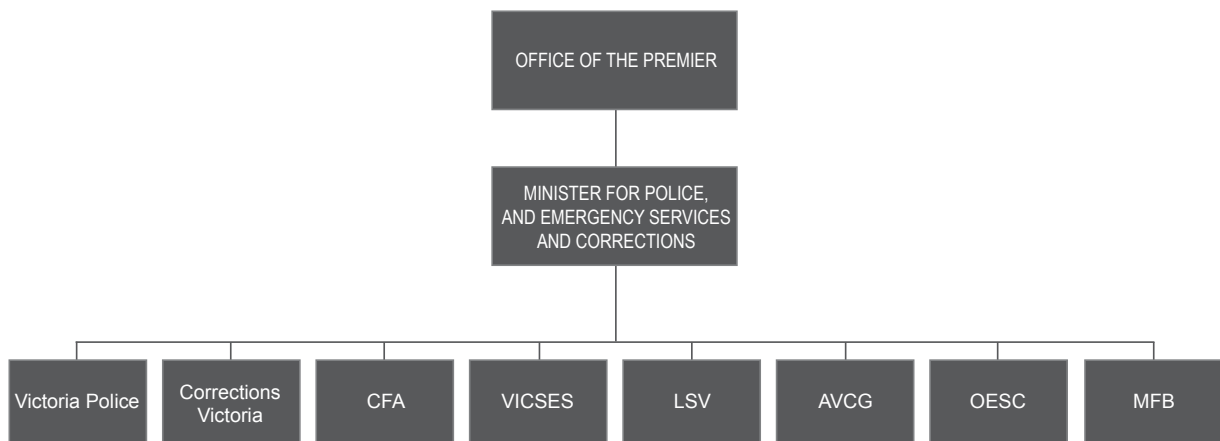 OFFICE OF THE PREMIER
MINISTER FOR POLICE,
AND EMERGENCY SERVICES
AND CORRECTIONS
Victoria Police
Corrections
Victoria
CFA
VICSES
LSV
AVCG
OESC
MFB